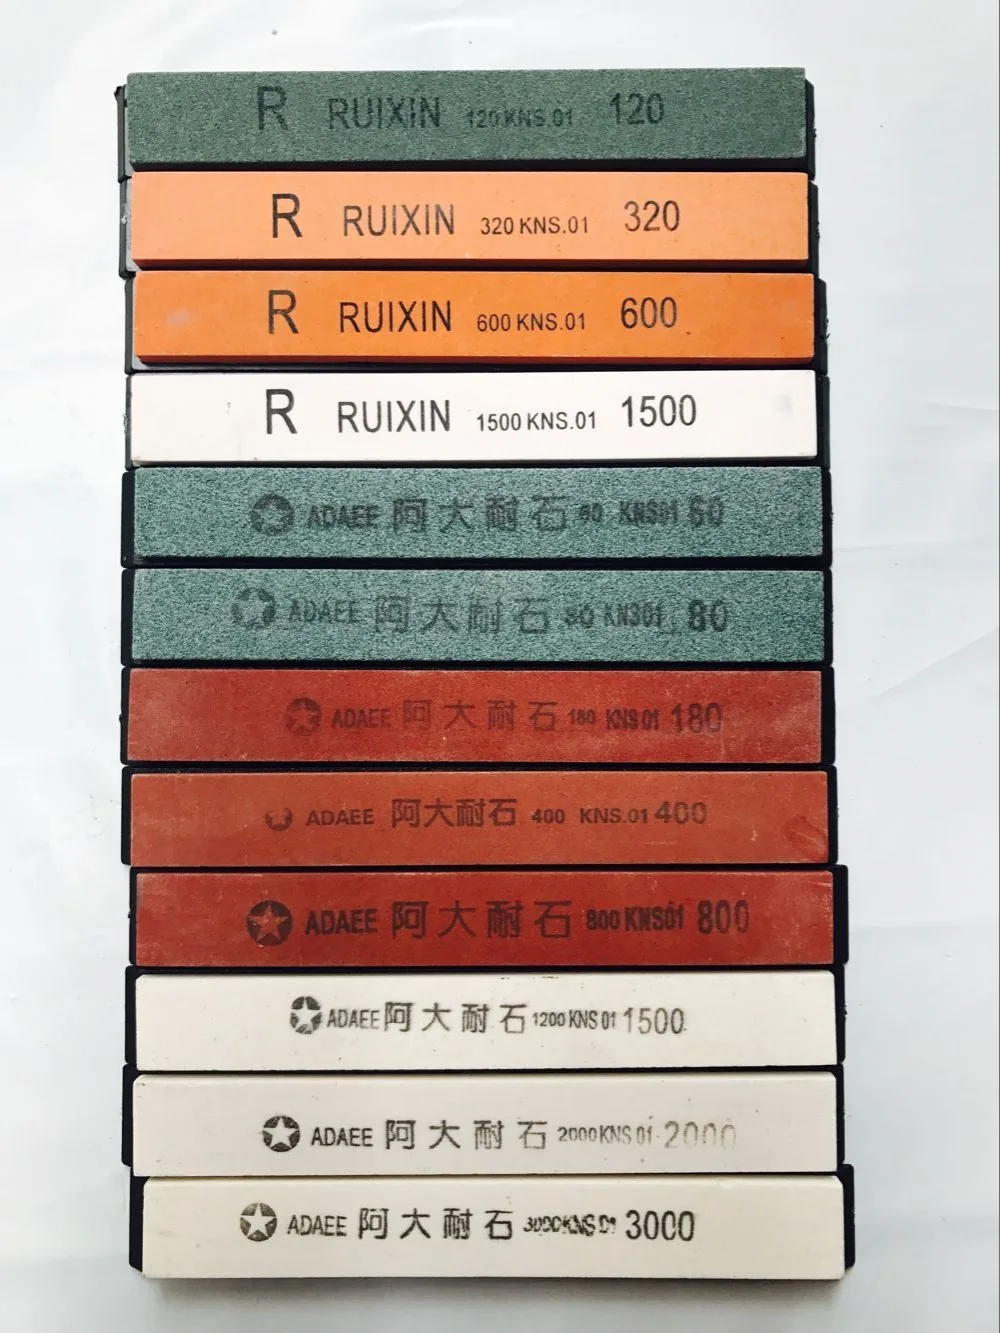 R RUIXIN 120 KNS.01 120
R RUIXIN 320 KNS.01 320
R RUIXIN 600 KNS.01 600
R RUIXIN 1500 KNS.01 1500
ADAEE 阿大耐石 KNS01 60
ADAEE 阿大耐石 80 KNS01 80
ADAEE 阿大耐石 180 KNS01 180
ADAEE 阿大耐石 400 KNS.01 400
ADAEE 阿大耐石 800 KNS01 800
ADAEE 阿大耐石 1200 KNS 01 1500
ADAEE 阿大耐石 2000 KNS 01 2000
ADAEE 阿大耐石 3000 KNS 01 3000